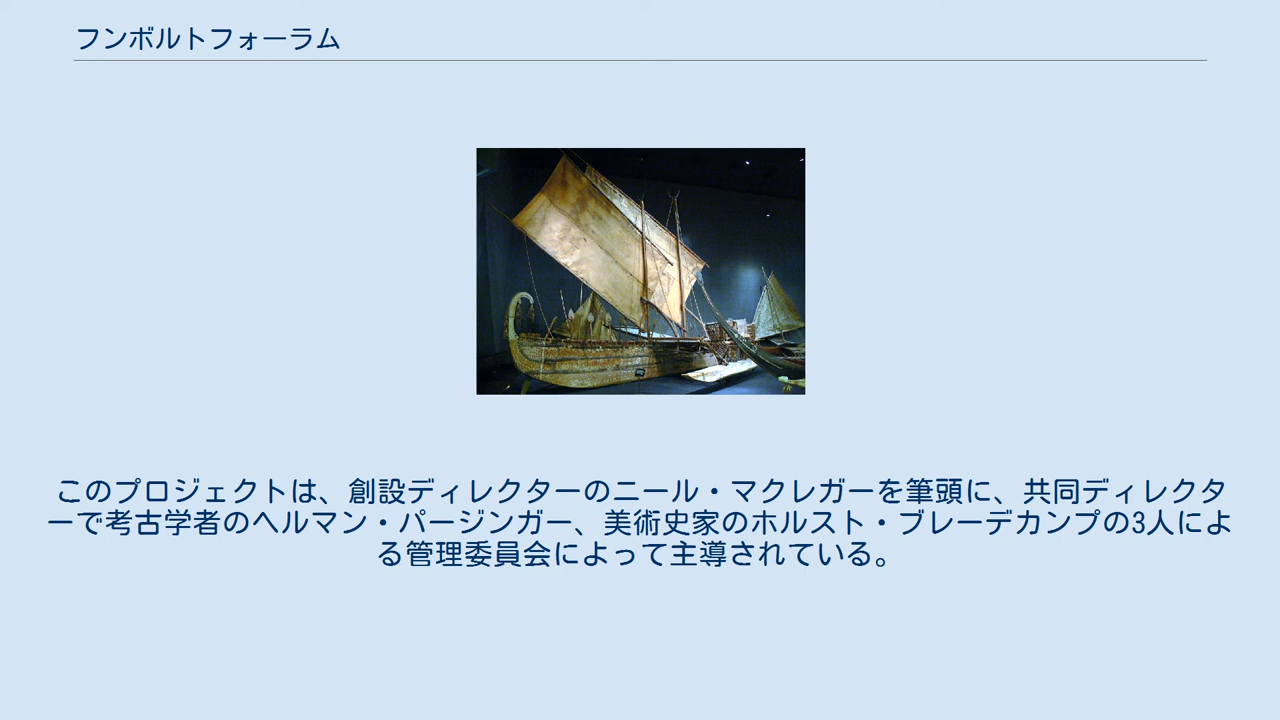 フンボルトフォーラム
このプロジェクトは、創設ディレクターのニール・マクレガーを筆頭に、共同ディレクタ
ーで考古学者のヘルマン・パージンガー、美術史家のホルスト・ブレーデカンプの3人によ
る管理委員会によって主導されている。